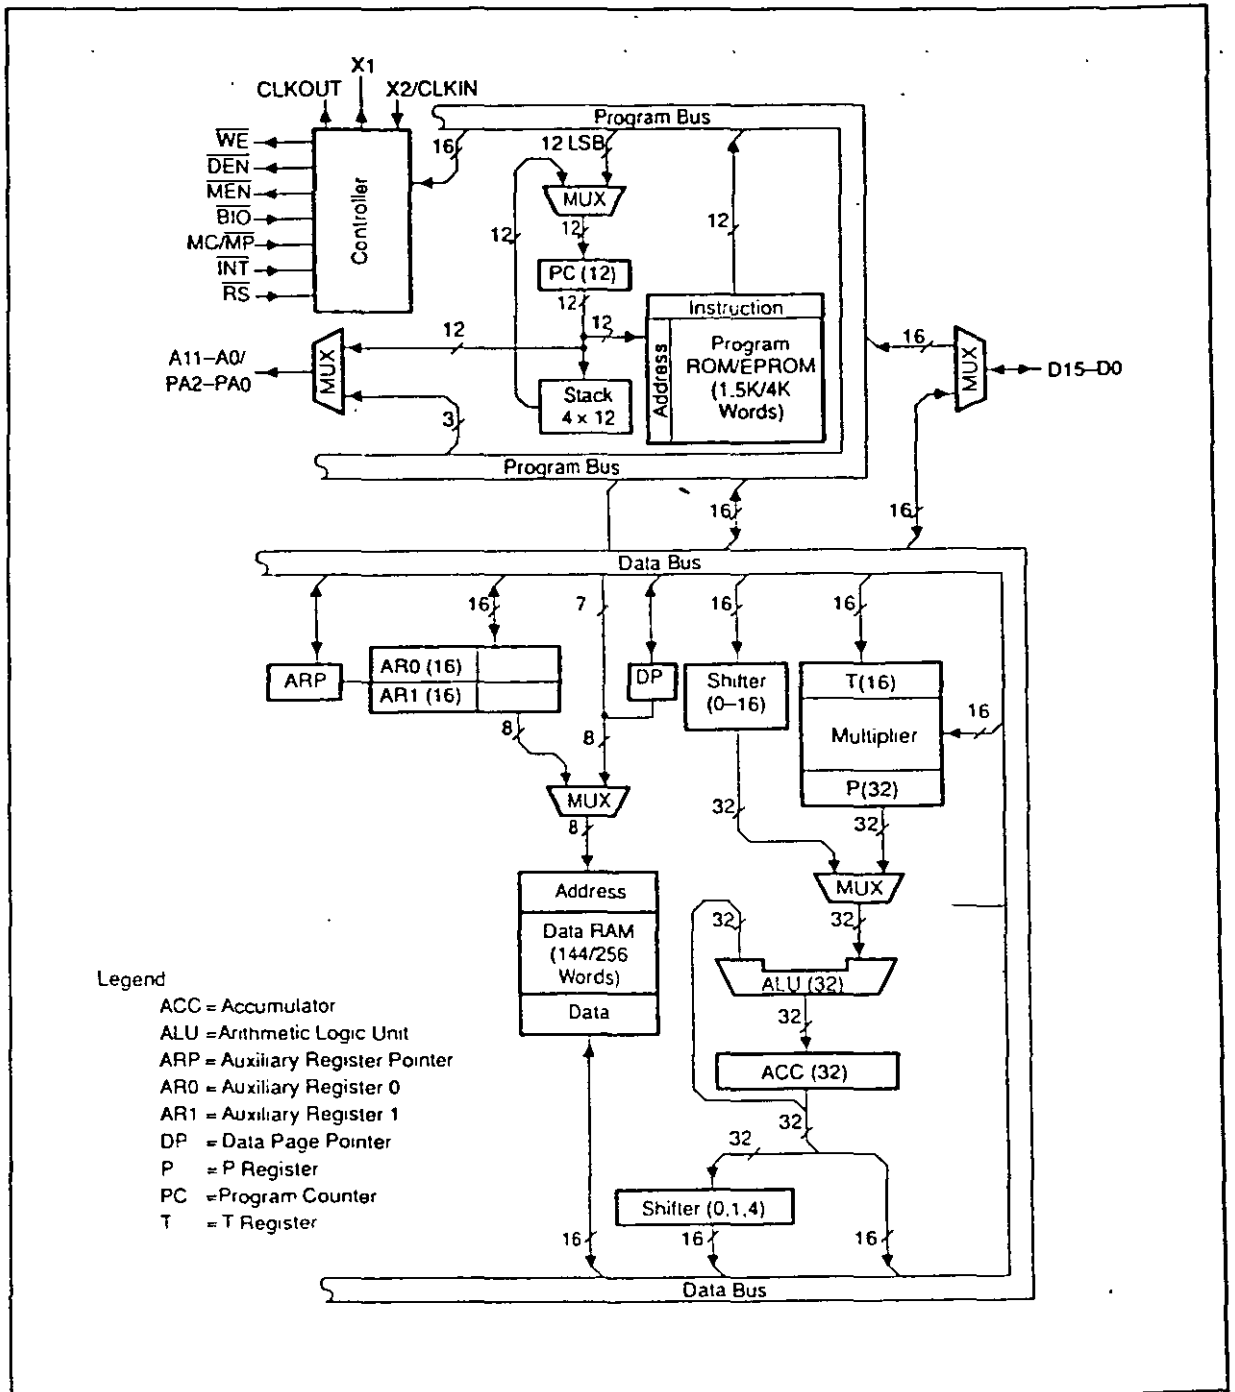 X1
CLKOUT
X2/CLKIN
Program Bus
WE
DEN
MEN
BIO
MC/MP
INT
RS
Controller
16
12 LSB
MUX
12
12
12
PC (12)
12
12
Instruction
Address
Program
ROM/EPROM
(1.5K/4K
Words)
12
A11–A0/
PA2–PA0
MUX
Stack
4 x 12
3
16
MUX
D15–D0
Program Bus
16
16
Data Bus
16
7
16
16
ARP
AR0 (16)
AR1 (16)
DP
Shifter
(0–16)
T(16)
Multiplier
P(32)
16
8
8
MUX
8
32
32
MUX
Address
Data RAM
(144/256
Words)
Data
32
32
ALU (32)
32
ACC (32)
32
32
Shifter (0,1,4)
16
16
16
Data Bus
Legend
ACC = Accumulator
ALU = Arithmetic Logic Unit
ARP = Auxiliary Register Pointer
AR0 = Auxiliary Register 0
AR1 = Auxiliary Register 1
DP = Data Page Pointer
P = P Register
PC = Program Counter
T = T Register